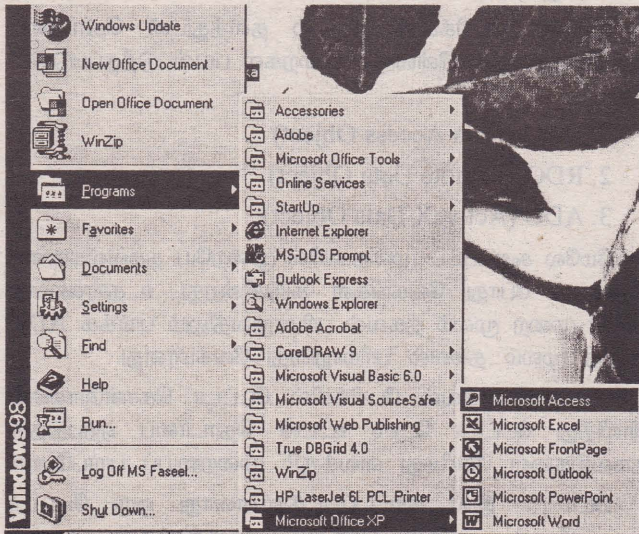 Windows Update
New Office Document
Open Office Document
WinZip
Programs
Favorites
Documents
Settings
Find
Help
Run...
Log Off MS Faseel...
Shut Down...
Windows98
Accessories
Adobe
Microsoft Office Tools
Online Services
StartUp
Internet Explorer
MS-DOS Prompt
Outlook Express
Windows Explorer
Adobe Acrobat
CorelDRAW 9
Microsoft Visual Basic 6.0
Microsoft Visual SourceSafe
Microsoft Web Publishing
True DBGrid 4.0
WinZip
HP LaserJet 6L PCL Printer
Microsoft Office XP
Microsoft Access
Microsoft Excel
Microsoft FrontPage
Microsoft Outlook
Microsoft PowerPoint
Microsoft Word